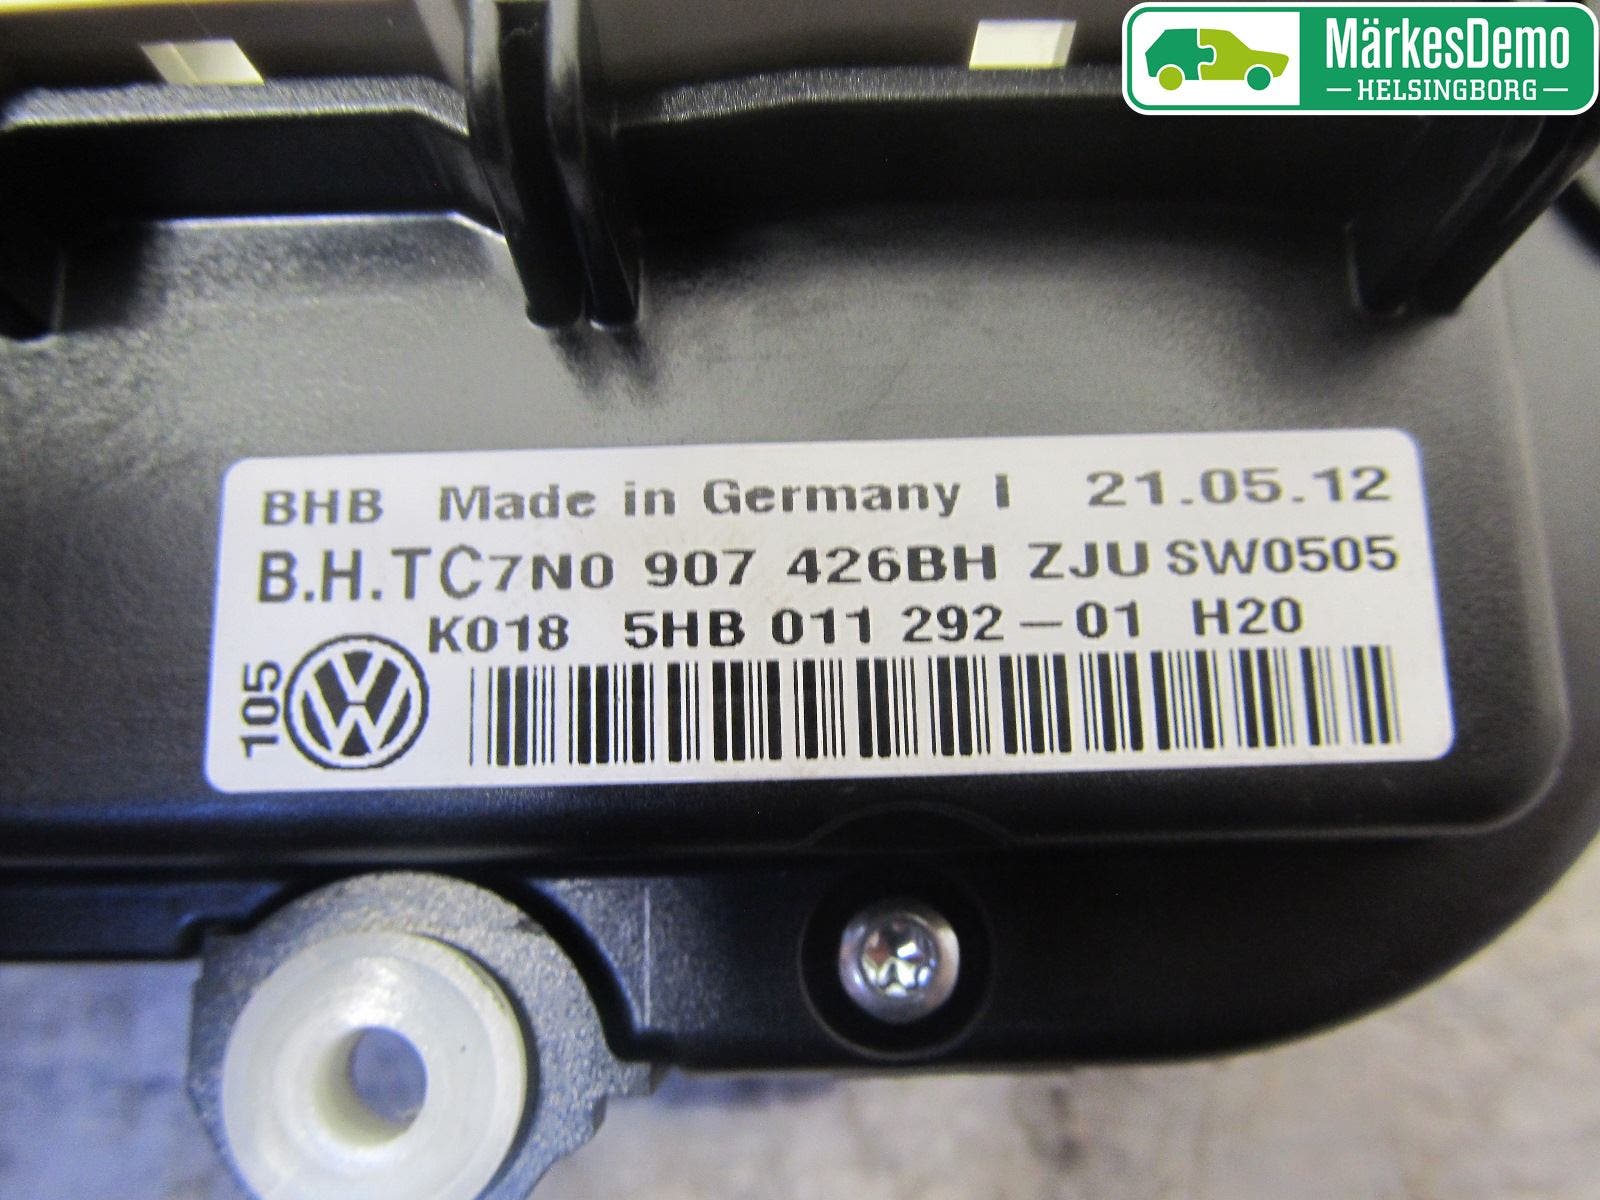 MärkesDemo
HELSINGBORG
BHB Made in Germany I 21.05.12
B.H.TC7N0 907 426BH ZJU SW0505
K018 5HB 011 292-01 H20
105